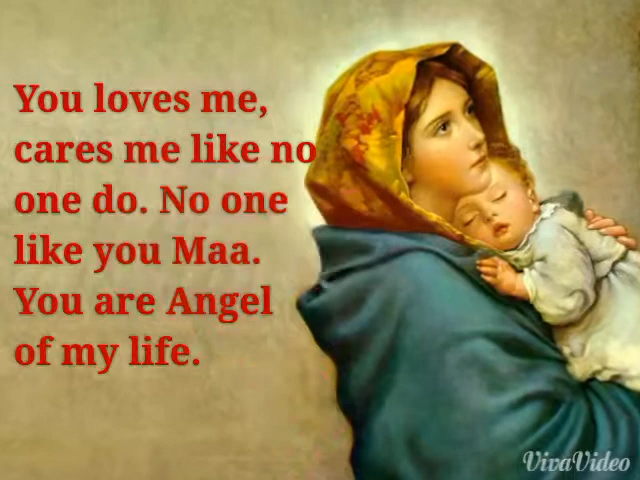 You loves me,
cares me like no
one do. No one
like you Maa.
You are Angel
of my life.
VivaVideo